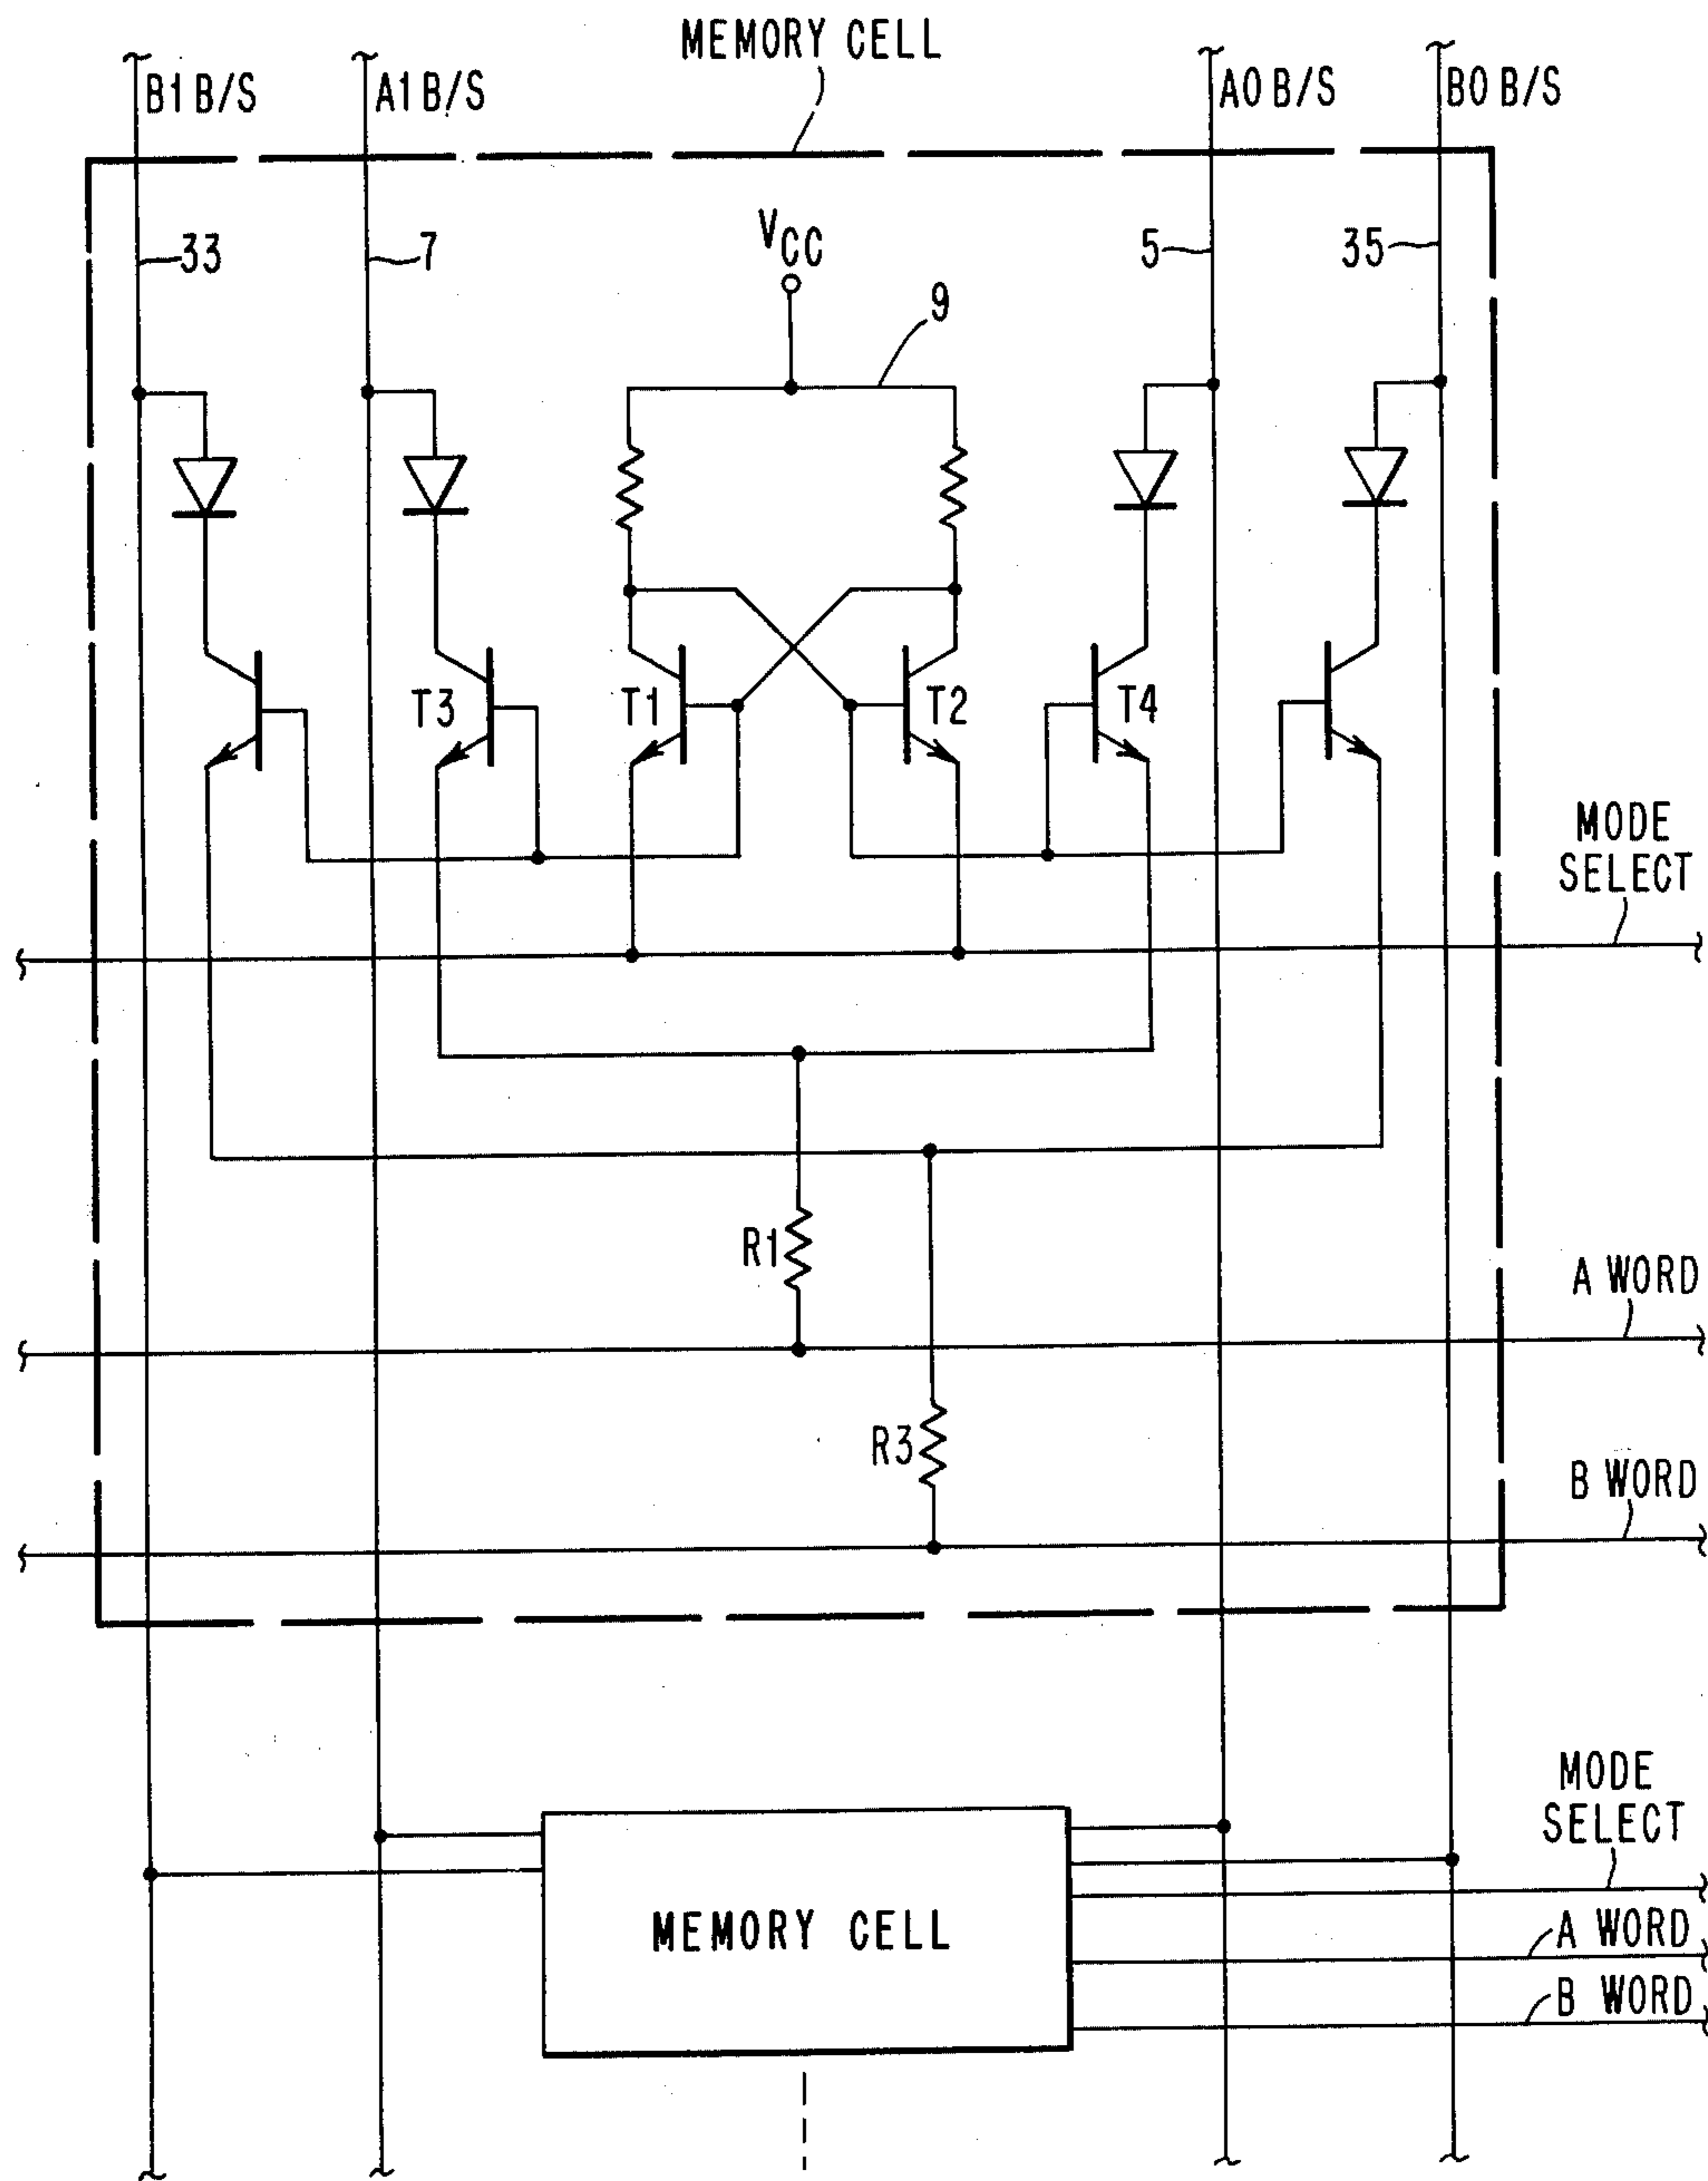 MEMORY CELL
B1 B/S
A1 B/S
A0 B/S
B0 B/S
33
7
VCC
5
35
9
T3
T1
T2
T4
MODE
SELECT
R1
A WORD
R3
B WORD
MODE
SELECT
MEMORY CELL
A WORD
B WORD